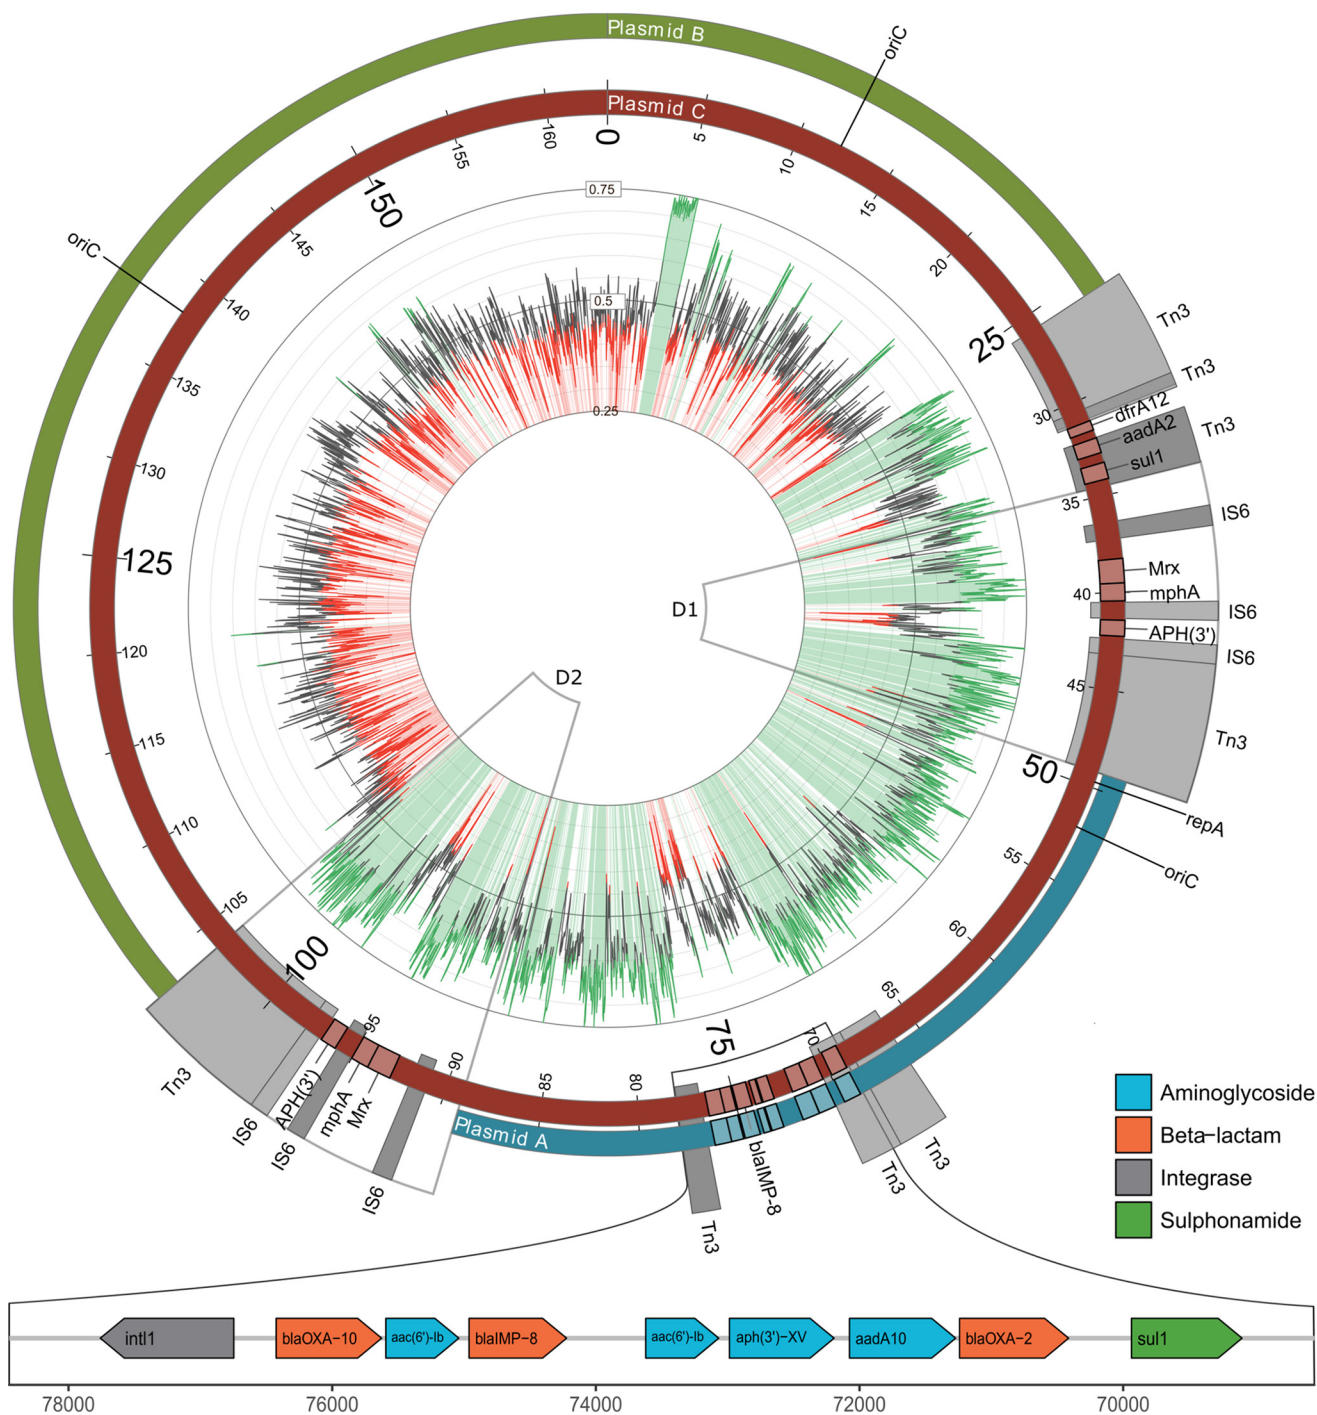 Plasmid B
oriC
Plasmid C
0
5
10
15
20
25
30
35
40
45
50
55
60
65
70
75
80
85
90
95
100
105
110
115
120
125
130
135
140
145
150
155
160
oriC
0.75
0.5
0.25
Tn3
Tn3
dfrA12
aadA2
Tn3
sul1
IS6
Mrx
mphA
IS6
APH(3')
IS6
Tn3
repA
oriC
D1
D2
Tn3
IS6
APH(3')
IS6
mphA
Mrx
IS6
Plasmid A
blaIMP-8
Tn3
Tn3
Tn3
Aminoglycoside
Beta-lactam
Integrase
Sulphonamide
intI1
blaOXA-10
aac(6')-Ib
blaIMP-8
aac(6')-Ib
aph(3')-XV
aadA10
blaOXA-2
sul1
78000
76000
74000
72000
70000